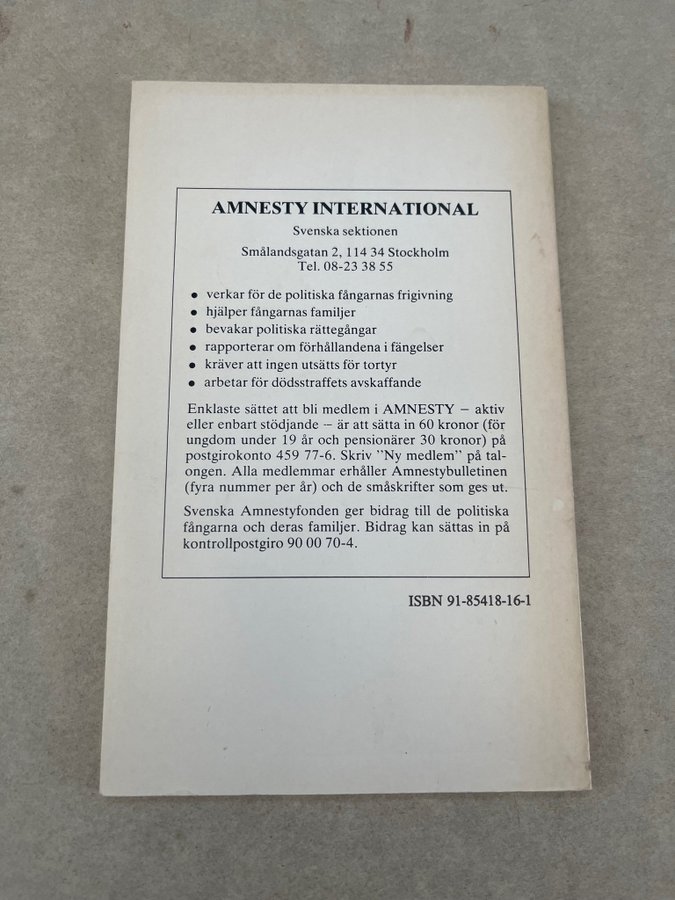 AMNESTY INTERNATIONAL
Svenska sektionen
Smålandsgatan 2, 114 34 Stockholm
Tel. 08-23 38 55
● verkar för de politiska fångarnas frigivning
● hjälper fångarnas familjer
● bevakar politiska rättegångar
● rapporterar om förhållandena i fängelser
● kräver att ingen utsätts för tortyr
● arbetar för dödsstraffets avskaffande
Enklaste sättet att bli medlem i AMNESTY – aktiv
eller enbart stödjande – är att sätta in 60 kronor (för
ungdom under 19 år och pensionärer 30 kronor) på
postgirokonto 459 77-6. Skriv ”Ny medlem” på tal-
ongen. Alla medlemmar erhåller Amnestybulletinen
(fyra nummer per år) och de småskrifter som ges ut.
Svenska Amnestyfonden ger bidrag till de politiska
fångarna och deras familjer. Bidrag kan sättas in på
kontrollpostgiro 90 00 70-4.
ISBN 91-85418-16-1